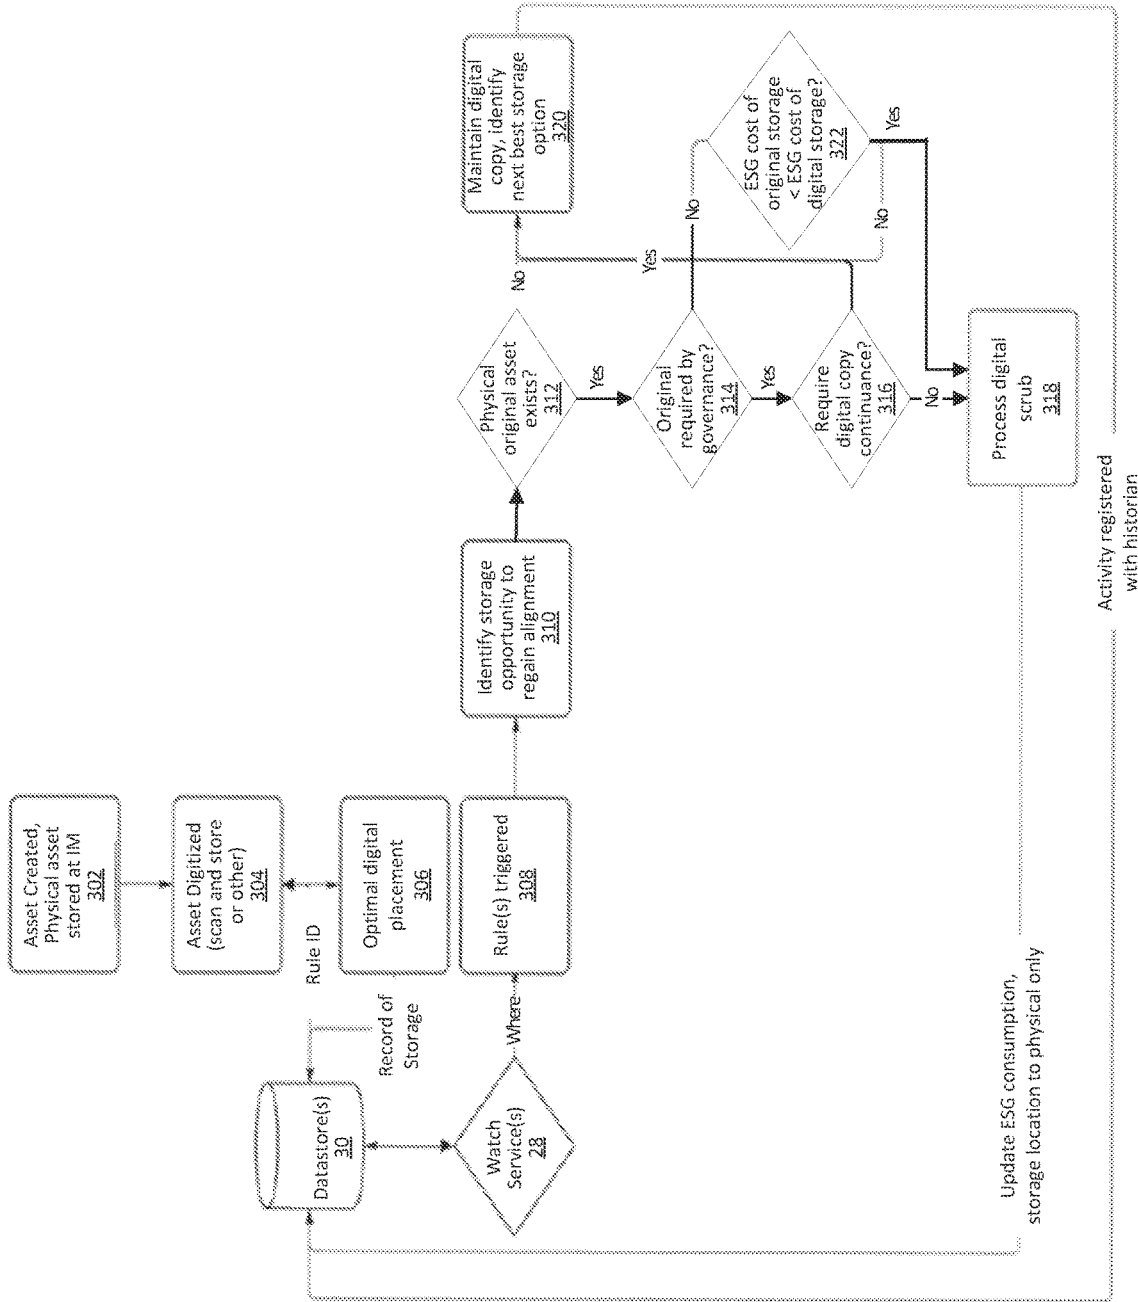 Asset Created,
Physical asset
stored at IM
302
Asset Digitized
(scan and store
or other)
304
Rule ID
Optimal digital
placement
306
Record of
Storage
Datastore(s)
30
Watch
Service(s)
28
Where
Rule(s) triggered
308
Identify storage
opportunity to
regain alignment
310
Physical
original asset
exists?
312
No
Yes
Original
required by
governance?
314
No
Yes
Require
digital copy
continuance?
316
Yes
No
Maintain digital
copy, identify
next best storage
option
320
ESG cost of
original storage
< ESG cost of
digital storage?
322
Yes
No
Process digital
scrub
318
Update ESG consumption,
storage location to physical only
Activity registered
with historian